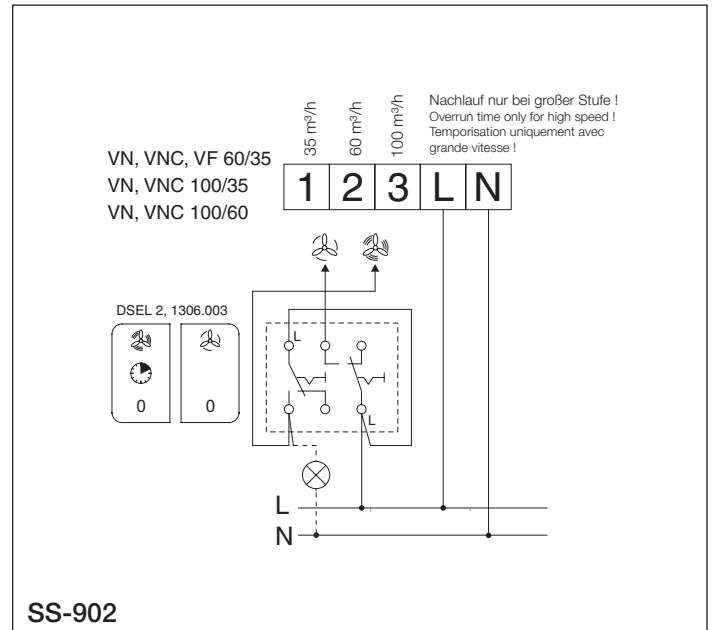 35 m³/h
60 m³/h
100 m³/h
Nachlauf nur bei großer Stufe !
Overrun time only for high speed !
Temporisation uniquement avec
grande vitesse !
VN, VNC, VF 60/35
VN, VNC 100/35
VN, VNC 100/60
1 2 3 L N
DSEL 2, 1306.003
L
0 0
L
L
N
SS-902